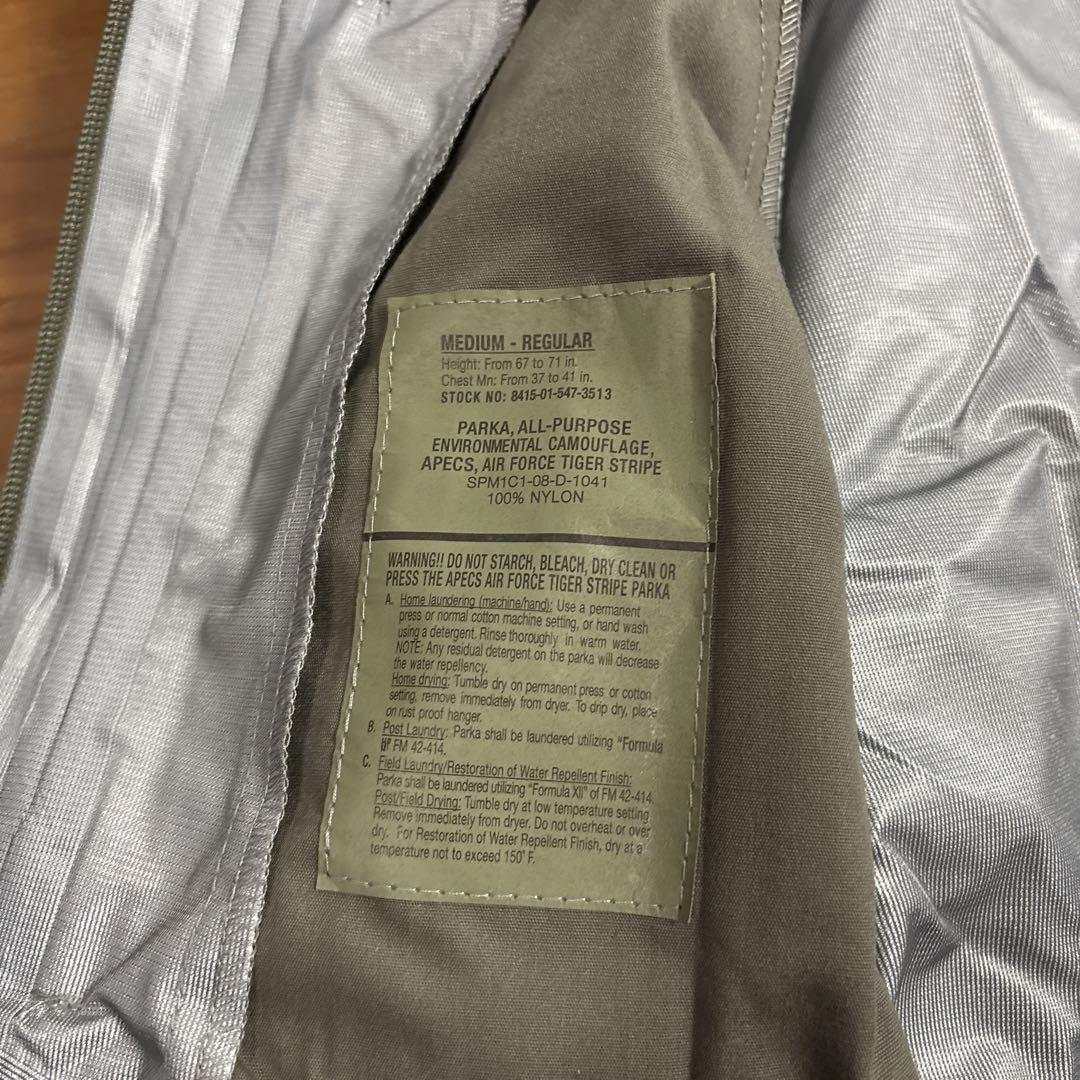 MEDIUM - REGULAR
Height: From 67 to 71 in.
Chest Mn: From 37 to 41 in.
STOCK NO: 8415-01-547-3513
PARKA, ALL-PURPOSE
ENVIRONMENTAL CAMOUFLAGE,
APECS, AIR FORCE TIGER STRIPE
SPM1C1-08-D-1041
100% NYLON
WARNING!! DO NOT STARCH, BLEACH, DRY CLEAN OR
PRESS THE APECS AIR FORCE TIGER STRIPE PARKA
A. Home laundering (machine/hand): Use a permanent
press or normal cotton machine setting, or hand wash
using a detergent. Rinse thoroughly in warm water.
NOTE: Any residual detergent on the parka will decrease
the water repellency.
Home drying: Tumble dry on permanent press or cotton
setting, remove immediately from dryer. To drip dry, place
on rust proof hanger.
B. Post Laundry: Parka shall be laundered utilizing "Formula
FM 42-414.
C. Field Laundry/Restoration of Water Repellent Finish:
Parka shall be laundered utilizing "Formula XII" of FM 42-414.
Post/Field Drying: Tumble dry at low temperature setting
Remove immediately from dryer. Do not overheat or over
dry. For Restoration of Water Repellent Finish, dry at a
temperature not to exceed 150° F.